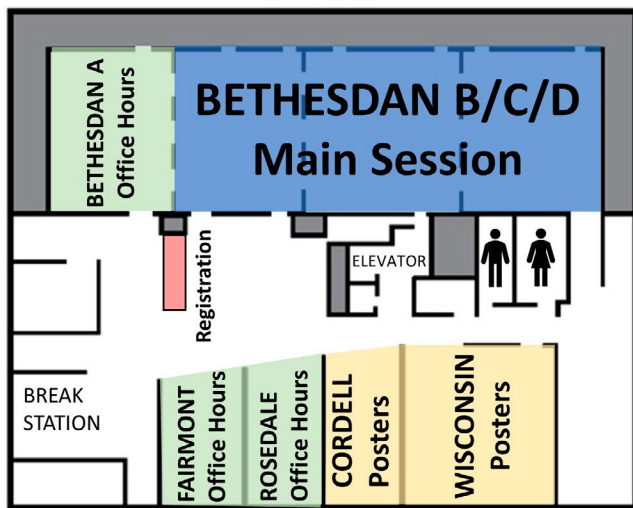 BETHESDAN A
Office Hours
BETHESDAN B/C/D
Main Session
Registration
ELEVATOR
BREAK
STATION
FAIRMONT
Office Hours
ROSEDALE
Office Hours
CORDELL
Posters
WISCONSIN
Posters